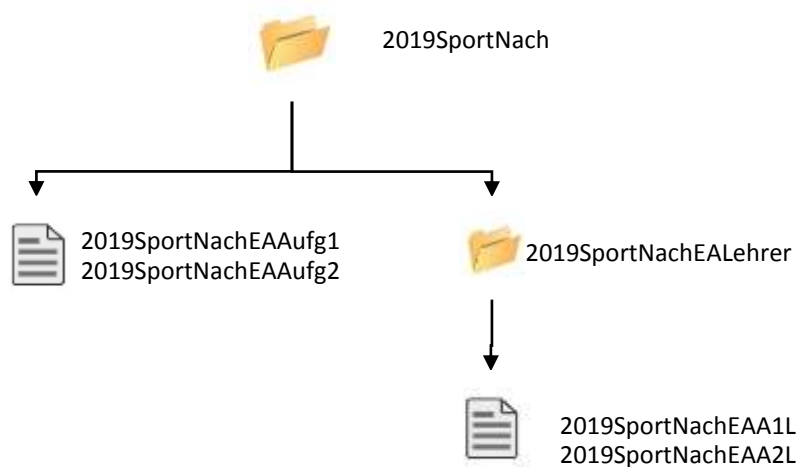 2019SportNach
2019SportNachEAAufg1
2019SportNachEAAufg2
2019SportNachEALehrer
2019SportNachEAA1L
2019SportNachEAA2L